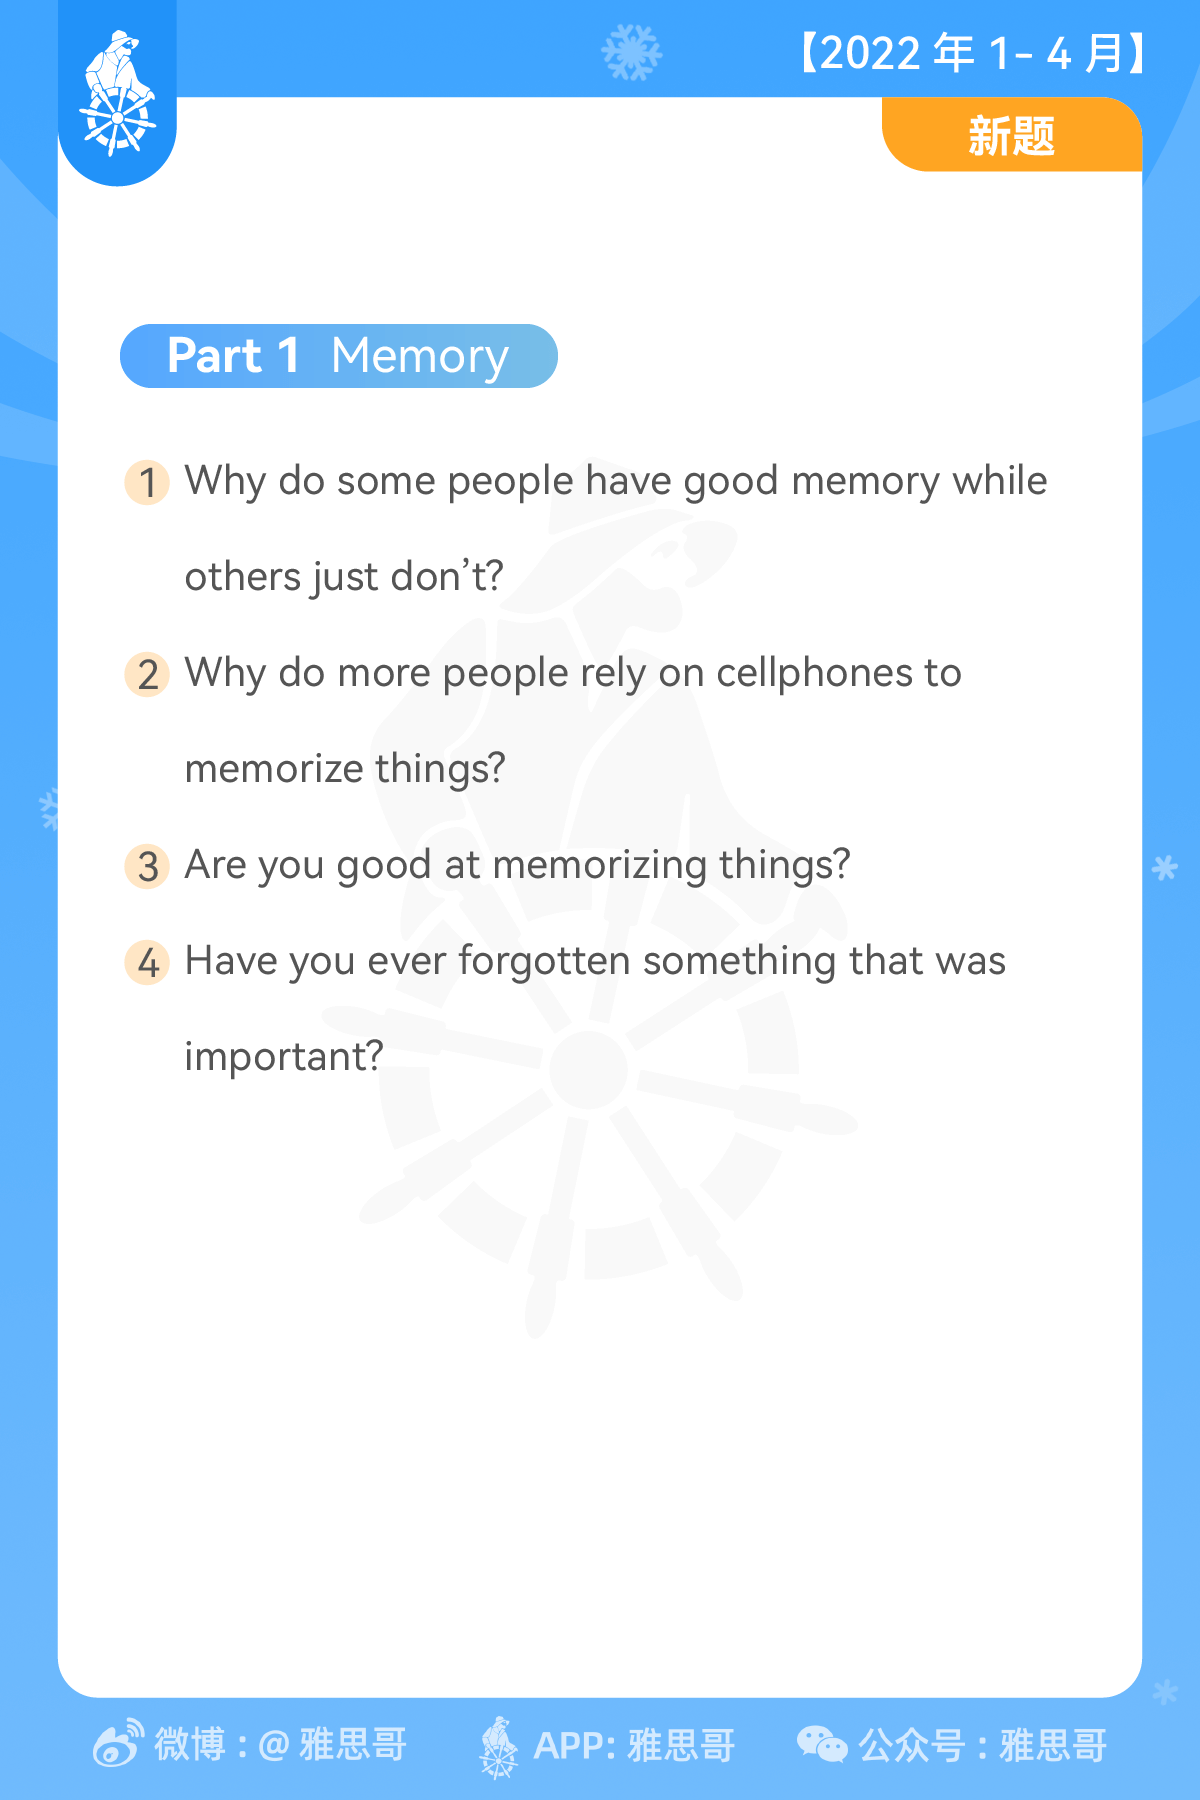 【2022 年 1- 4 月】
新题
Part 1 Memory
1 Why do some people have good memory while
others just don’t?
2 Why do more people rely on cellphones to
memorize things?
3 Are you good at memorizing things?
4 Have you ever forgotten something that was
important?
微博：@ 雅思哥 APP: 雅思哥 公众号：雅思哥